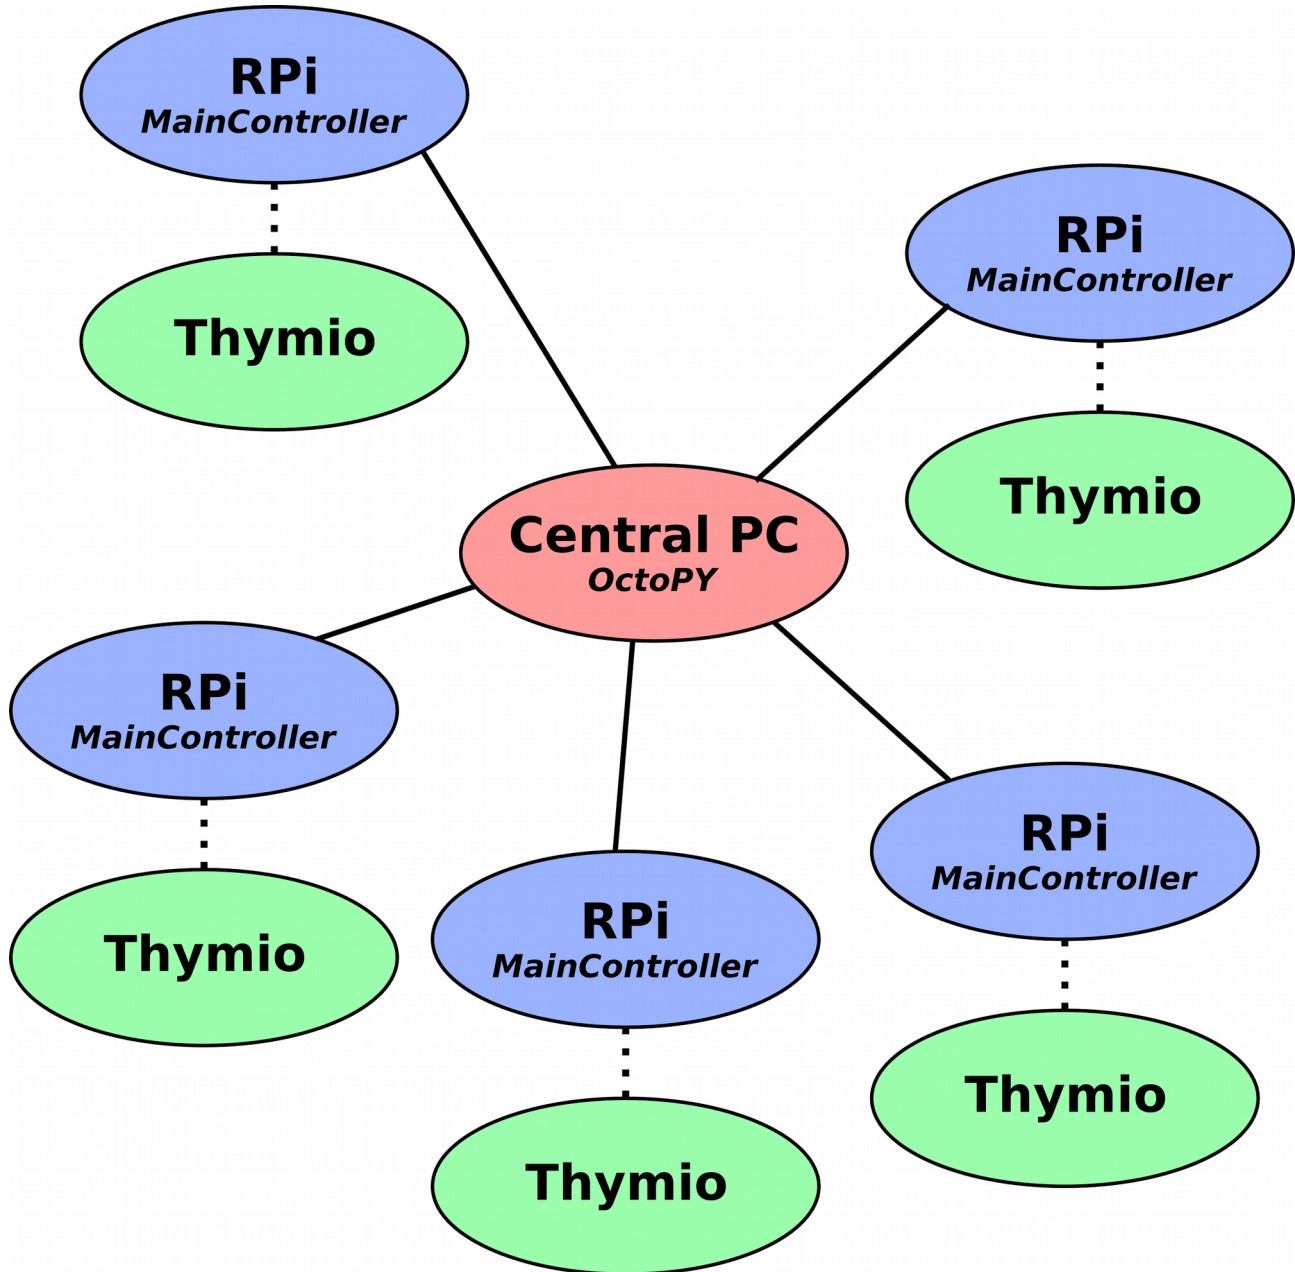 RPi
MainController
Thymio
RPi
MainController
Thymio
Central PC
OctoPY
RPi
MainController
Thymio
RPi
MainController
Thymio
RPi
MainController
Thymio